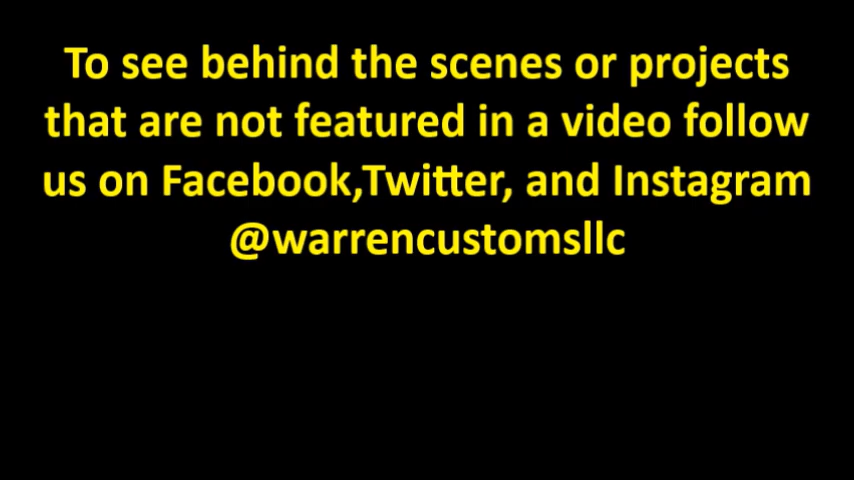 To see behind the scenes or projects
that are not featured in a video follow
us on Facebook,Twitter, and Instagram
@warrencustomsllc